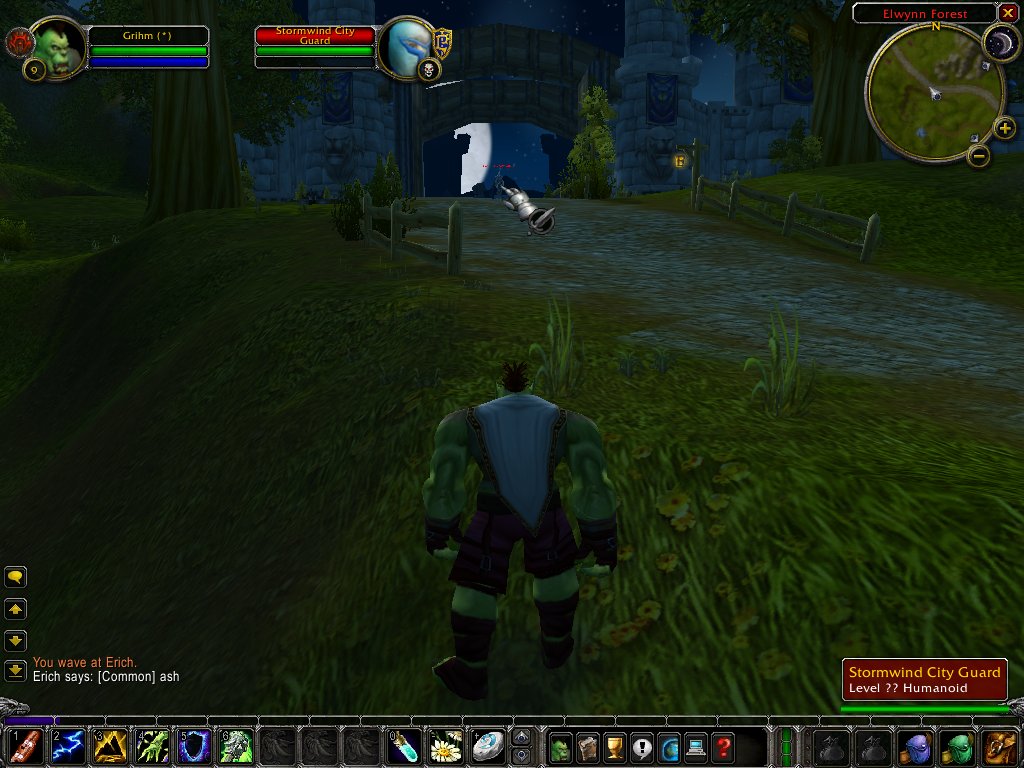 Grihm (*)
9
Stormwind City
Guard
Elwynn Forest
N
You wave at Erich.
Erich says: [Common] ash
Stormwind City Guard
Level ?? Humanoid
1 2 3 4 5 6